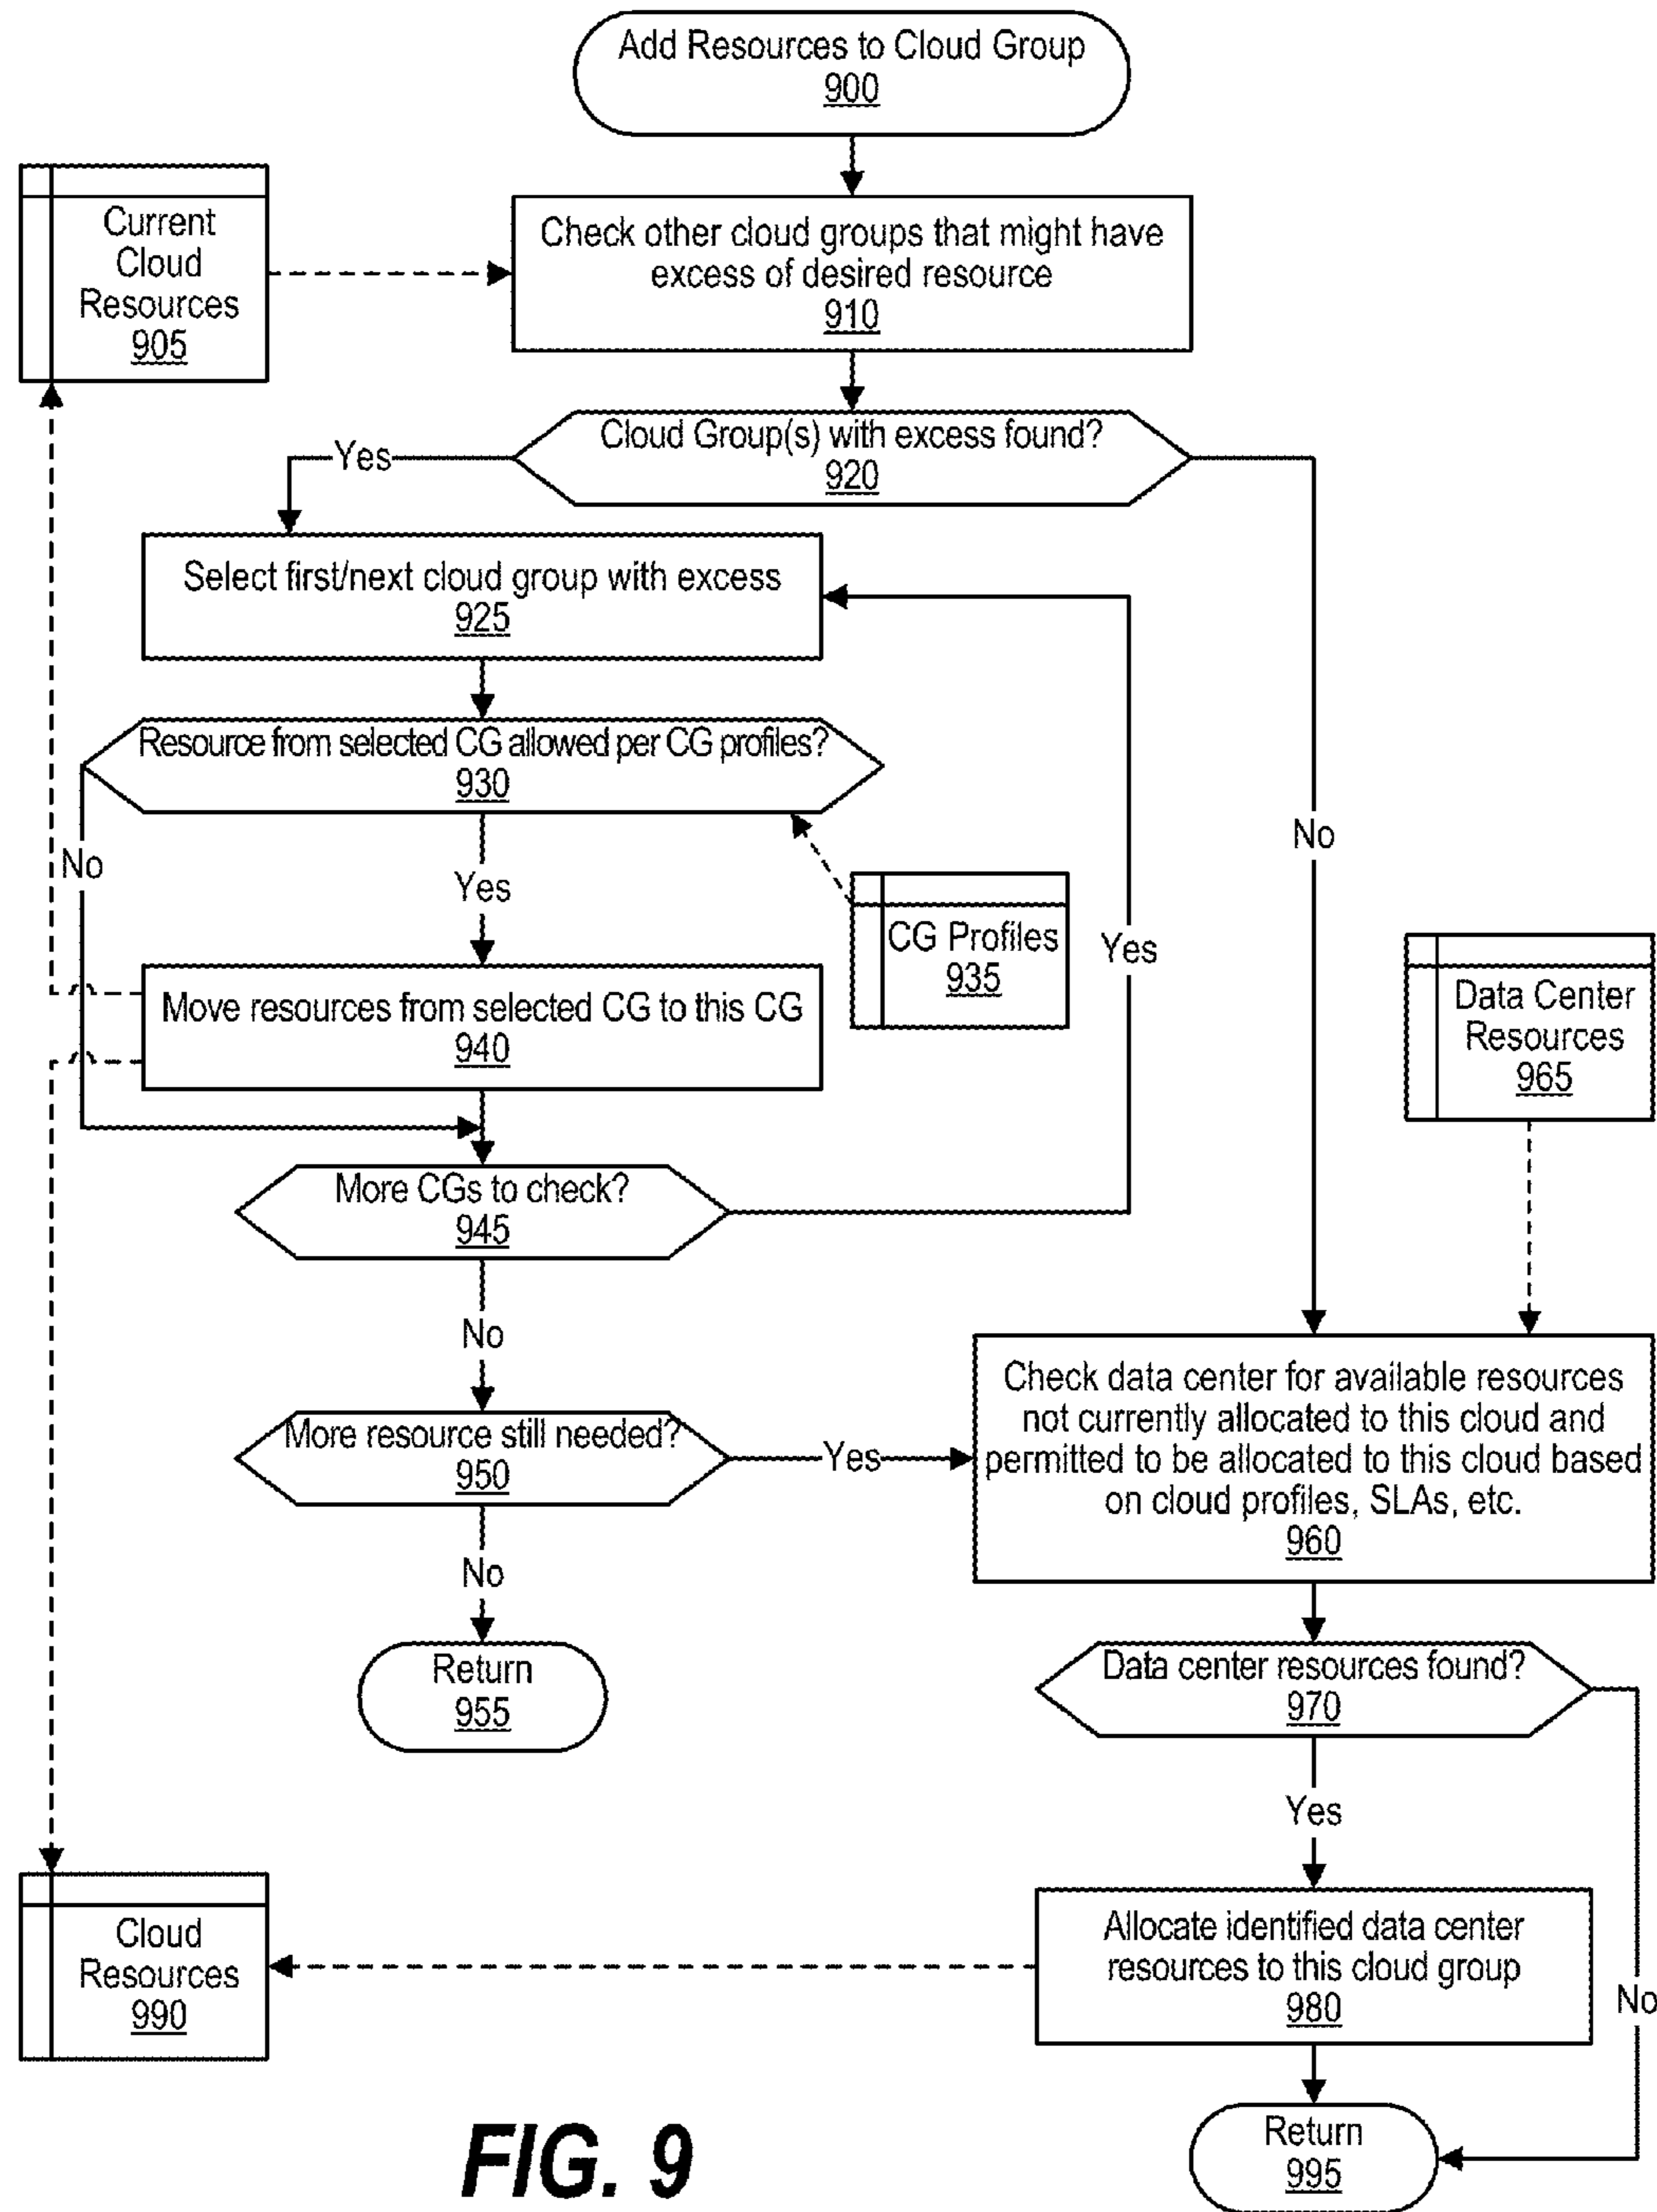 Add Resources to Cloud Group
900
Current
Cloud
Resources
905
Check other cloud groups that might have
excess of desired resource
910
Cloud Group(s) with excess found?
920
Yes
Select first/next cloud group with excess
925
Resource from selected CG allowed per CG profiles?
930
No
No
Yes
CG Profiles
935
Yes
Data Center
Resources
965
Move resources from selected CG to this CG
940
More CGs to check?
945
No
Check data center for available resources
not currently allocated to this cloud and
permitted to be allocated to this cloud based
on cloud profiles, SLAs, etc.
960
More resource still needed?
950
Yes
No
Return
955
Data center resources found?
970
Yes
Cloud
Resources
990
Allocate identified data center
resources to this cloud group
980
No
Return
995
FIG. 9